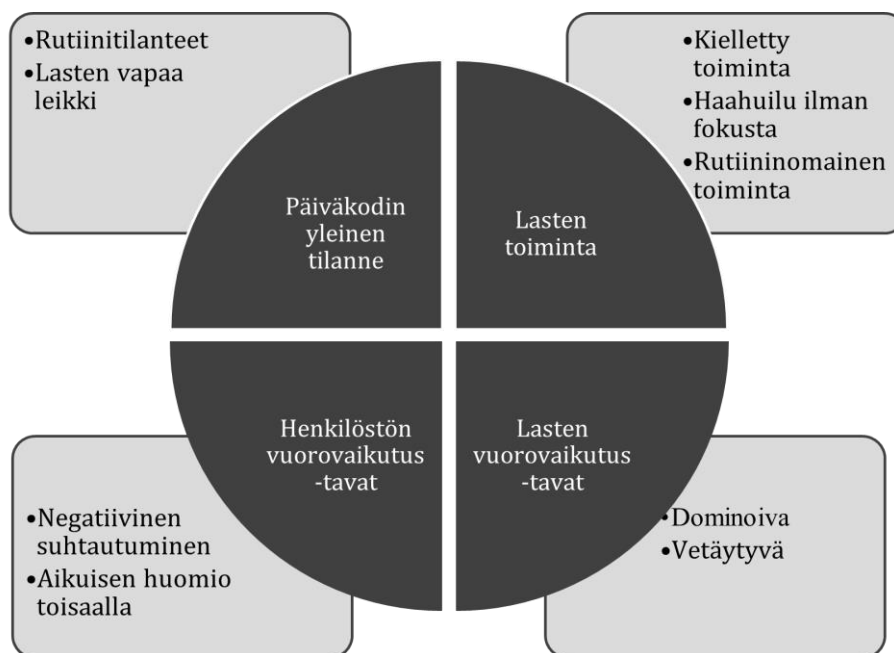 •Rutiinitilanteet
•Lasten vapaa
leikki
•Kielletty
toiminta
•Haahuilu ilman
fokusta
•Rutiininomainen
toiminta
Päiväkodin
yleinen
tilanne
Lasten
toiminta
Henkilöstön
vuorovaikutus
-tavat
Lasten
vuorovaikutus
-tavat
•Negatiivinen
suhtautuminen
•Aikuisen huomio
toisaalla
•Dominoiva
•Vetäytyvä